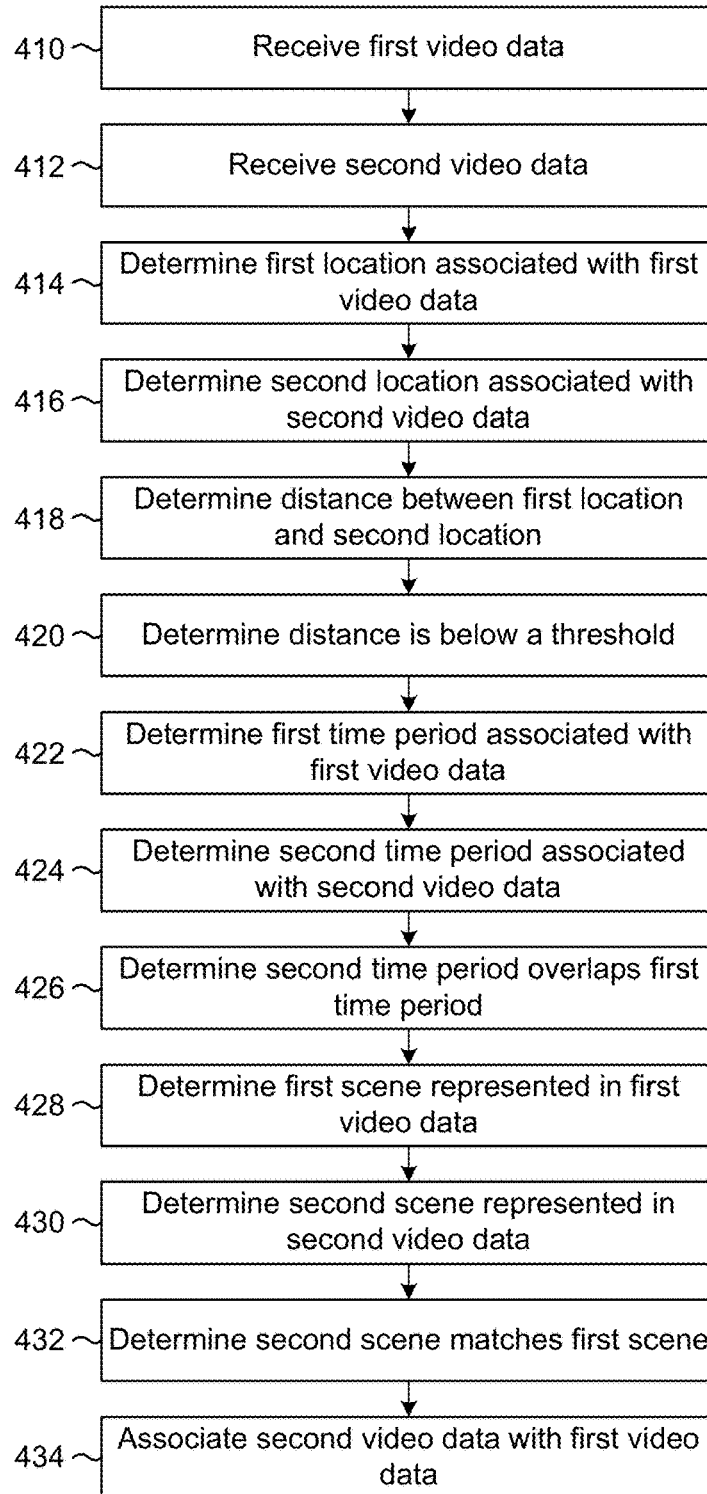 410
Receive first video data
412
Receive second video data
414
Determine first location associated with first
video data
416
Determine second location associated with
second video data
418
Determine distance between first location
and second location
420
Determine distance is below a threshold
422
Determine first time period associated with
first video data
424
Determine second time period associated
with second video data
426
Determine second time period overlaps first
time period
428
Determine first scene represented in first
video data
430
Determine second scene represented in
second video data
432
Determine second scene matches first scene
434
Associate second video data with first video
data